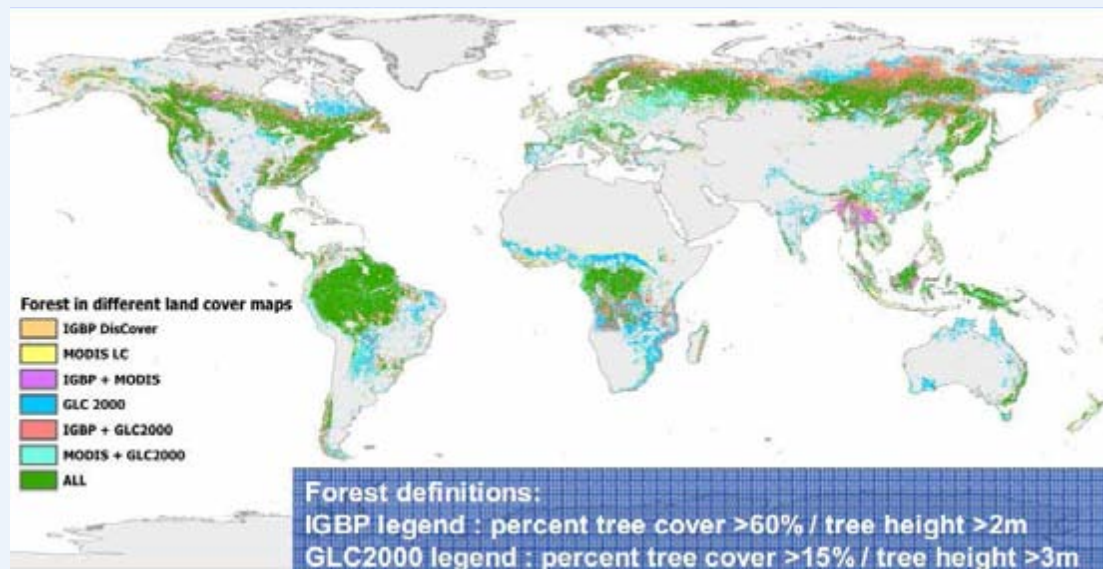 Forest in different land cover maps
IGBP DisCover
MODIS LC
IGBP + MODIS
GLC 2000
IGBP + GLC2000
MODIS + GLC2000
ALL
Forest definitions:
IGBP legend : percent tree cover >60% / tree height >2m
GLC2000 legend : percent tree cover >15% / tree height >3m